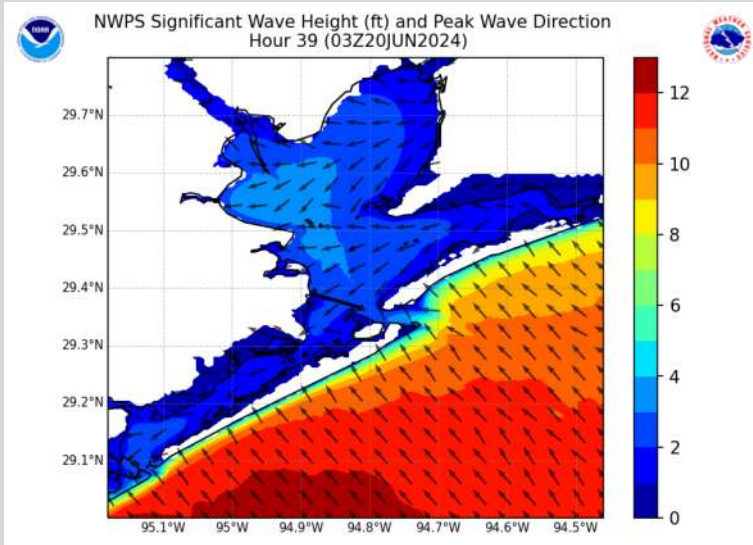 NWPS Significant Wave Height (ft) and Peak Wave Direction
Hour 39 (03Z20JUN2024)
NOAA
29.7°N
29.6°N
29.5°N
29.4°N
29.3°N
29.2°N
29.1°N
95.1°W 95°W 94.9°W 94.8°W 94.7°W 94.6°W 94.5°W
12
10
8
6
4
2
0